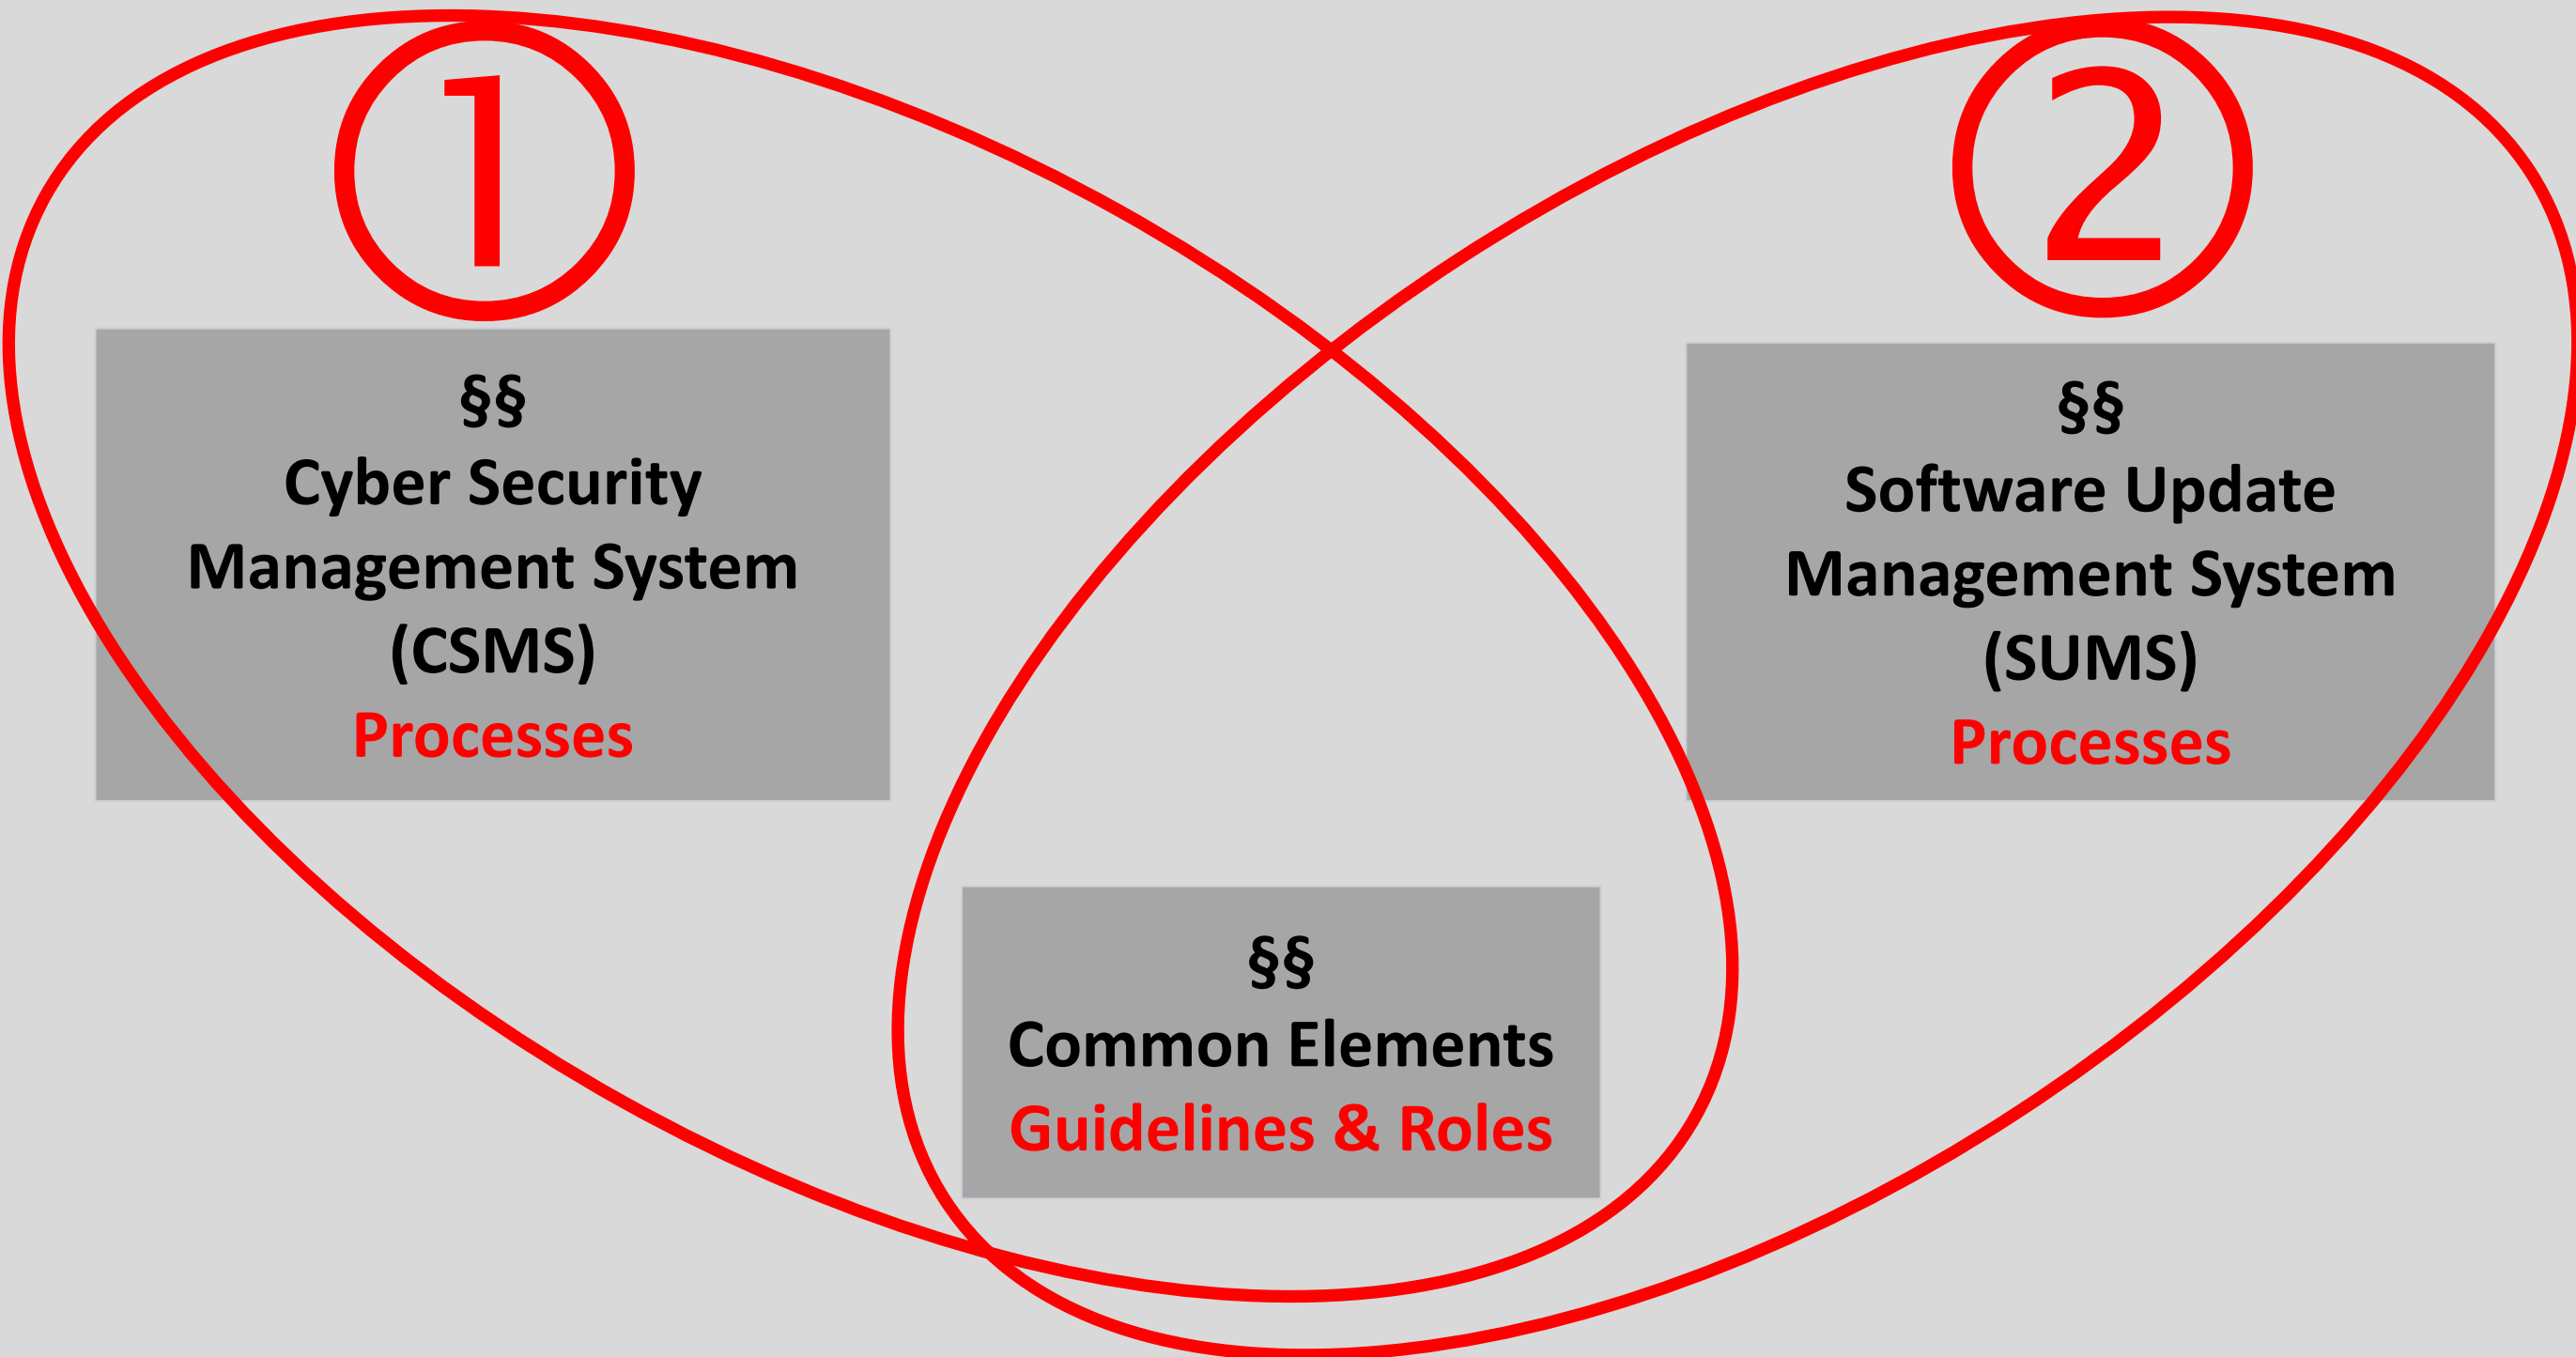 ①
§§
Cyber Security
Management System
(CSMS)
Processes
②
§§
Software Update
Management System
(SUMS)
Processes
§§
Common Elements
Guidelines & Roles